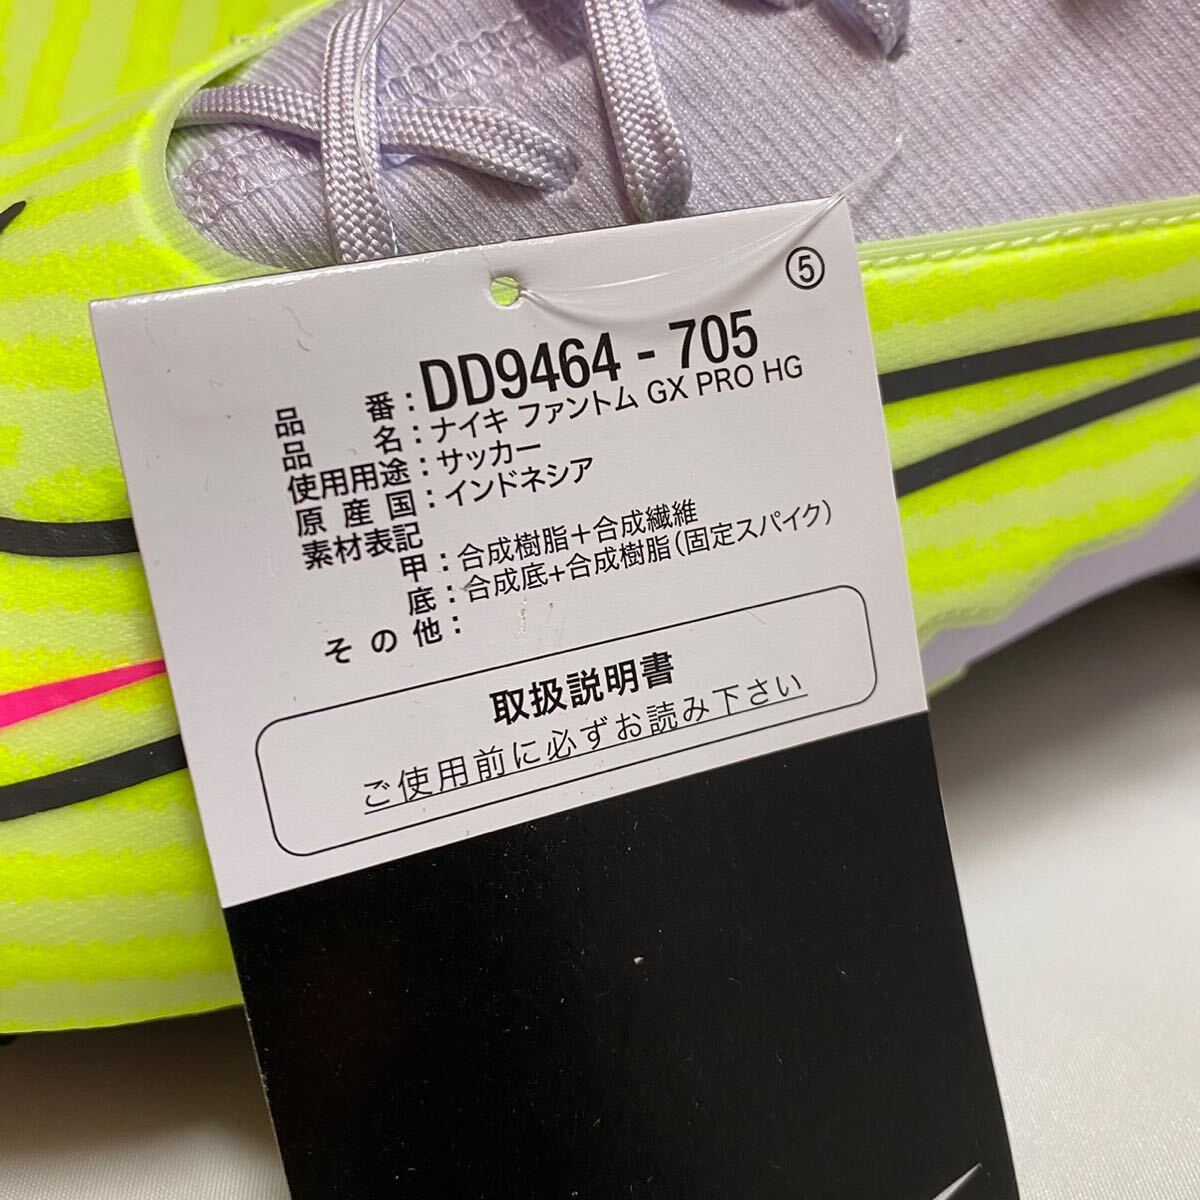 ⑤
品番：DD9464 - 705
品名：ナイキ ファントム GX PRO HG
使用用途：サッカー
原産国：インドネシア
素材表記
甲：合成樹脂＋合成繊維
底：合成底＋合成樹脂（固定スパイク）
その他：
取扱説明書
ご使用前に必ずお読み下さい